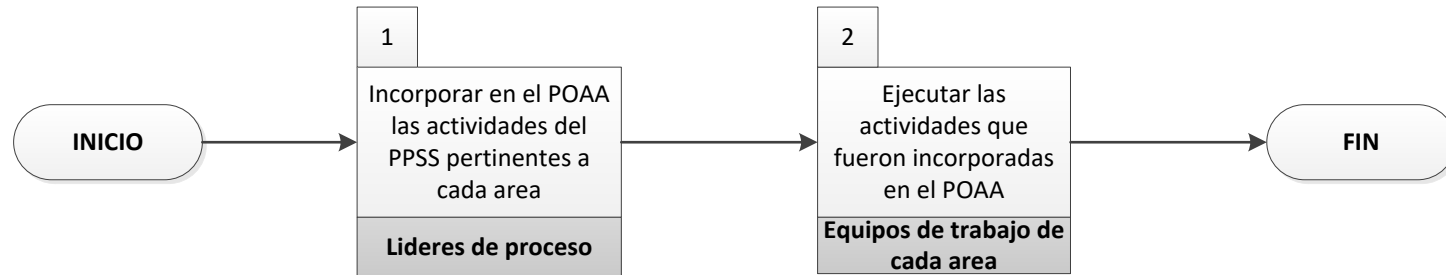 INICIO
1
Incorporar en el POAA
las actividades del
PPSS pertinentes a
cada area
Lideres de proceso
2
Ejecutar las
actividades que
fueron incorporadas
en el POAA
Equipos de trabajo de
cada area
FIN